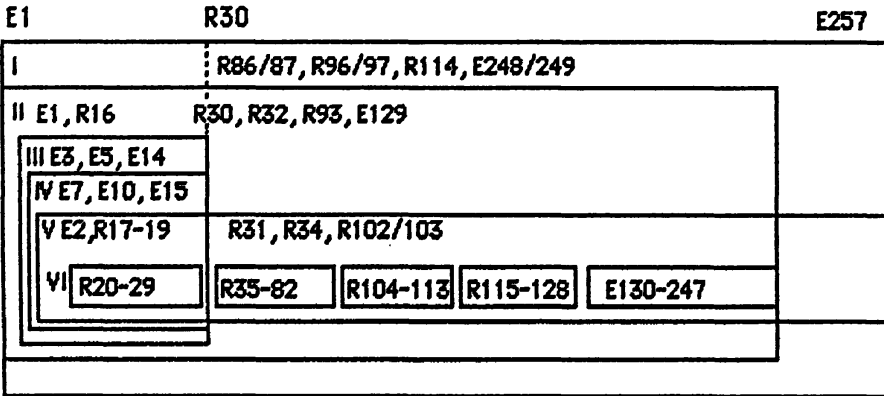 E1 R30 E257
I R86/87, R96/97, R114, E248/249
II E1, R16 R30, R32, R93, E129
III E3, E5, E14
IV E7, E10, E15
V E2,R17-19 R31, R34, R102/103
VI R20-29 R35-82 R104-113 R115-128 E130-247